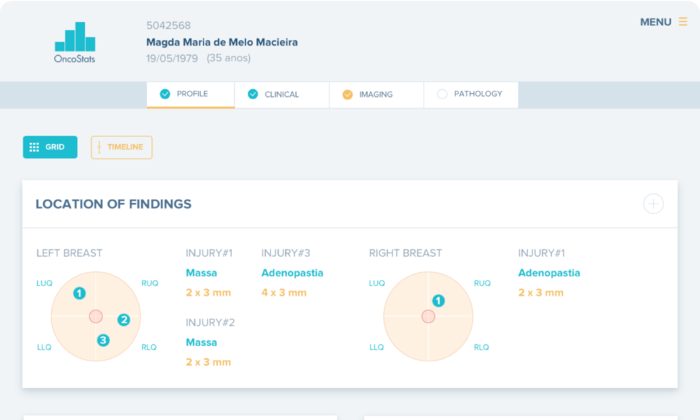 5042568
MENU
Magda Maria de Melo Macieira
19/05/1979 (35 anos)
OncoStats
PROFILE
CLINICAL
IMAGING
PATHOLOGY
GRID
TIMELINE
LOCATION OF FINDINGS
LEFT BREAST
LUQ
RUQ
1
2
3
LLQ
RLQ
INJURY#1
Massa
2 x 3 mm
INJURY#2
Massa
2 x 3 mm
INJURY#3
Adenopastia
4 x 3 mm
RIGHT BREAST
LUQ
RUQ
1
LLQ
RLQ
INJURY#1
Adenopastia
2 x 3 mm